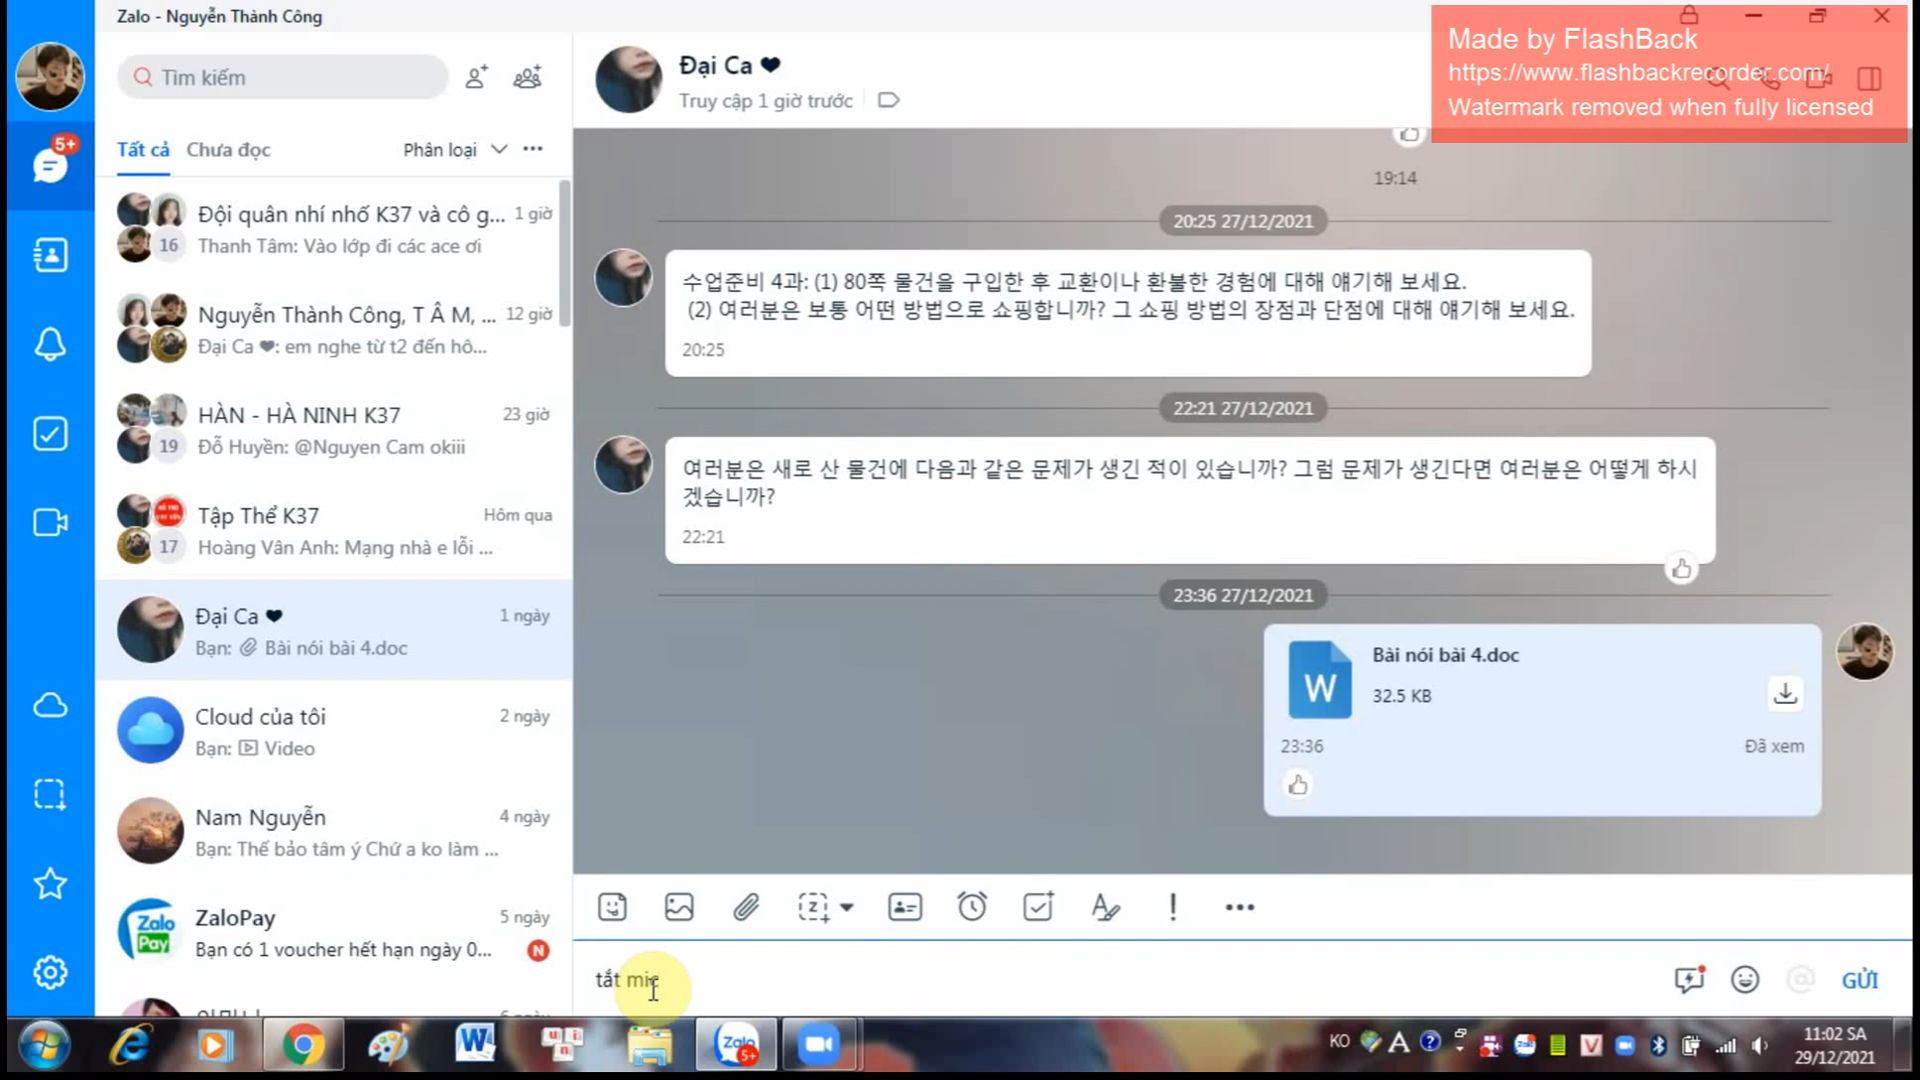 Zalo - Nguyễn Thành Công
Made by FlashBack
https://www.flashbackrecorder.com/
Watermark removed when fully licensed
Tìm kiếm
Tất cả Chưa đọc Phân loại
5+
Đội quân nhí nhố K37 và cô g... 1 giờ
16 Thanh Tâm: Vào lớp đi các ace ơi
Nguyễn Thành Công, T Â M, ... 12 giờ
Đại Ca ❤: em nghe từ t2 đến hô...
HÀN - HÀ NINH K37 23 giờ
19 Đỗ Huyền: @Nguyen Cam okiii
Tập Thể K37 Hôm qua
17 Hoàng Vân Anh: Mạng nhà e lỗi ...
Đại Ca ❤ 1 ngày
Bạn: Bài nói bài 4.doc
Cloud của tôi 2 ngày
Bạn: Video
Nam Nguyễn 4 ngày
Bạn: Thế bảo tâm ý Chứ a ko làm ...
ZaloPay 5 ngày
Zalo
Pay
Bạn có 1 voucher hết hạn ngày 0... N
Đại Ca ❤
Truy cập 1 giờ trước
19:14
20:25 27/12/2021
수업준비 4과: (1) 80쪽 물건을 구입한 후 교환이나 환불한 경험에 대해 얘기해 보세요.
(2) 여러분은 보통 어떤 방법으로 쇼핑합니까? 그 쇼핑 방법의 장점과 단점에 대해 얘기해 보세요.
20:25
22:21 27/12/2021
여러분은 새로 산 물건에 다음과 같은 문제가 생긴 적이 있습니까? 그럼 문제가 생긴다면 여러분은 어떻게 하시
겠습니까?
22:21
23:36 27/12/2021
W Bài nói bài 4.doc
32.5 KB
23:36 Đã xem
tắt mic
GỬI
Zalo 5+
KO A
11:02 SA
29/12/2021